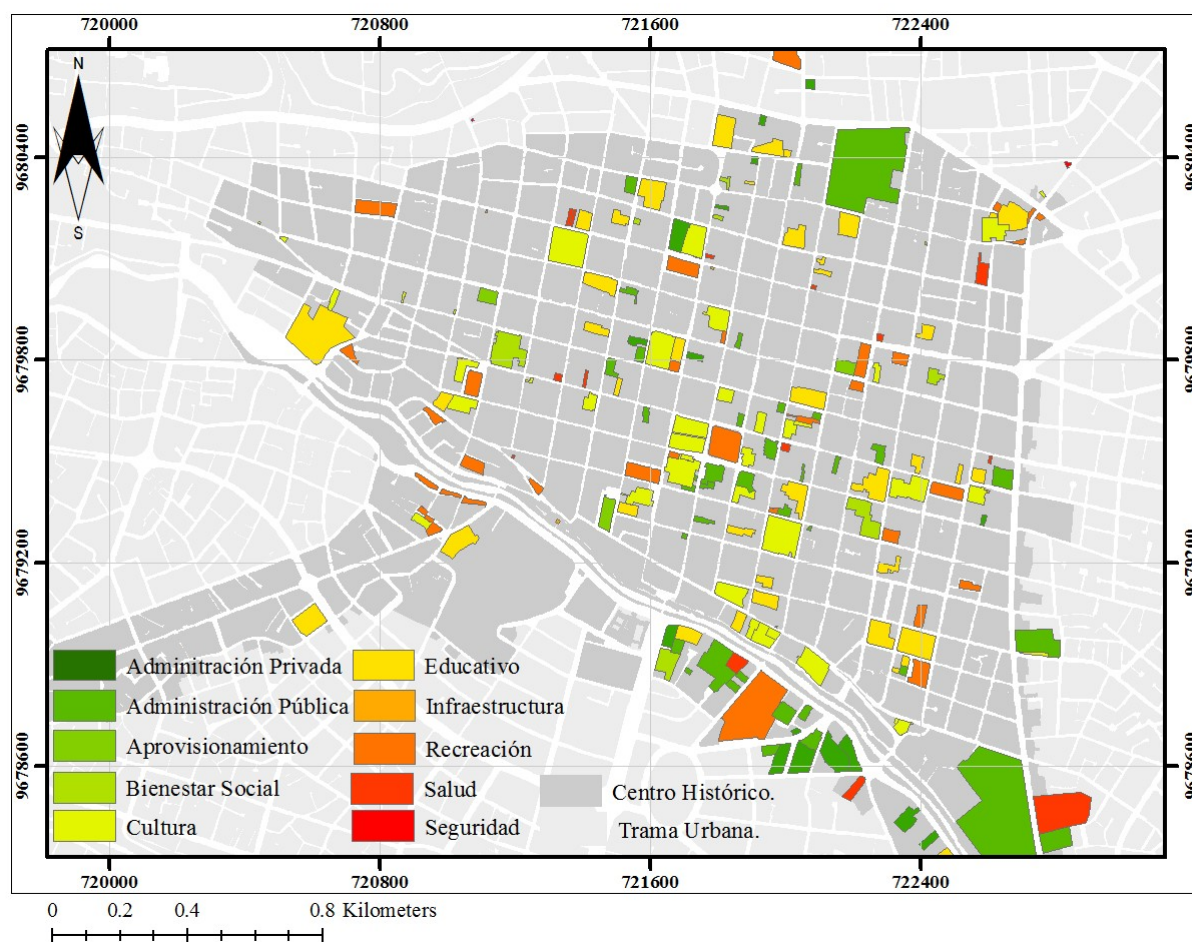 720000 720800 721600 722400
N
S
9680400 9680400
9679800 9679800
9679200 9679200
9678600 9678600
Adminitración Privada
Administración Pública
Aprovisionamiento
Bienestar Social
Cultura
Educativo
Infraestructura
Recreación
Salud
Seguridad
Centro Histórico.
Trama Urbana.
720000 720800 721600 722400
0 0.2 0.4 0.8 Kilometers